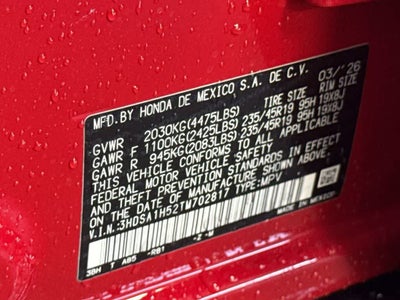 MFD.BY HONDA DE MEXICO S.A. DE C.V. 03/'26
TIRE SIZE RIM SIZE
GVWR 2030KG(4475LBS)
GAWR F 1100KG(2425LBS) 235/45R19 95H 19X8J
GAWR R 945KG(2083LBS) 235/45R19 95H 19X8J
THIS VEHICLE CONFORMS TO ALL APPLICABLE
FEDERAL MOTOR VEHICLE SAFETY AND THEFT
PREVENTION STANDARDS IN EFFECT ON THE
DATE OF MANUFACTURE SHOWN ABOVE.
V.I.N.:3HDSA1H52TM702817 TYPE:MPV
3BH T A95 -R81 -Z -M MADE IN MEXICO